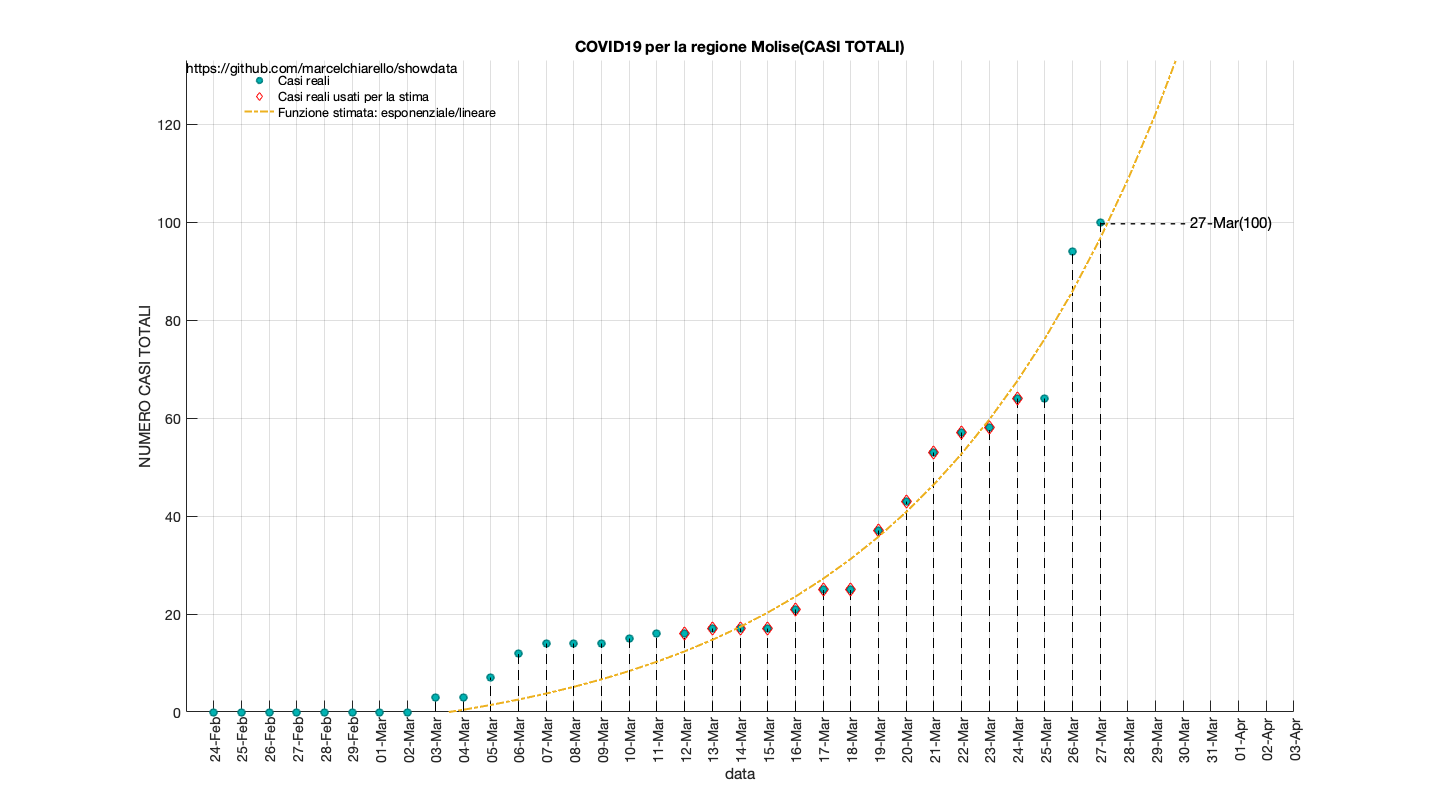 COVID19 per la regione Molise(CASI TOTALI)
https://github.com/marcelchiarello/showdata
Casi reali
Casi reali usati per la stima
Funzione stimata: esponenziale/lineare
NUMERO CASI TOTALI
120
100
80
60
40
20
0
27-Mar(100)
24-Feb
25-Feb
26-Feb
27-Feb
28-Feb
29-Feb
01-Mar
02-Mar
03-Mar
04-Mar
05-Mar
06-Mar
07-Mar
08-Mar
09-Mar
10-Mar
11-Mar
12-Mar
13-Mar
14-Mar
15-Mar
16-Mar
17-Mar
18-Mar
19-Mar
20-Mar
21-Mar
22-Mar
23-Mar
24-Mar
25-Mar
26-Mar
27-Mar
28-Mar
29-Mar
30-Mar
31-Mar
01-Apr
02-Apr
03-Apr
data